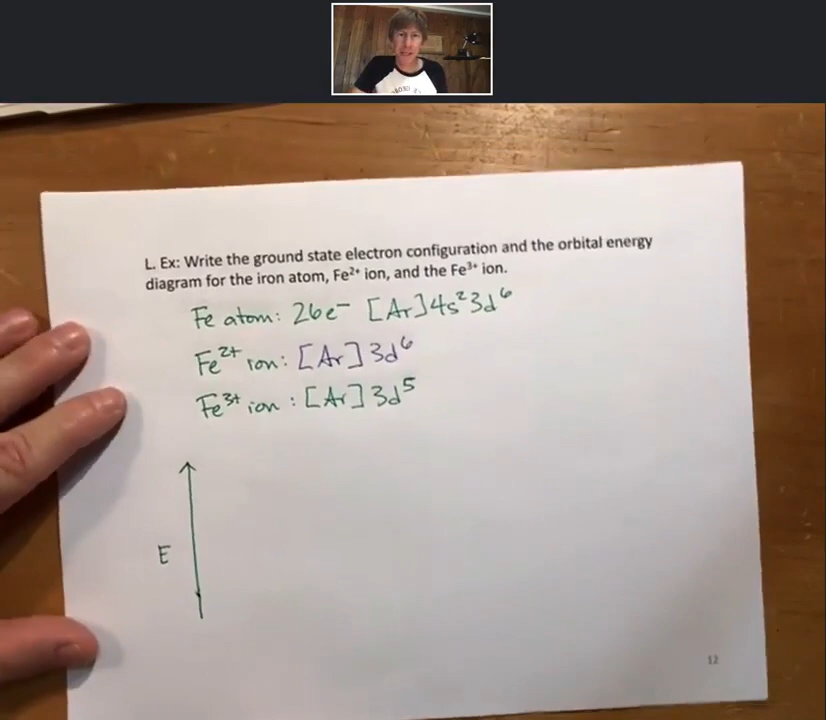 L. Ex: Write the ground state electron configuration and the orbital energy
diagram for the iron atom, Fe²⁺ ion, and the Fe³⁺ ion.
Fe atom: 26e⁻ [Ar]4s²3d⁶
Fe²⁺ ion: [Ar]3d⁶
Fe³⁺ ion: [Ar]3d⁵
E
12